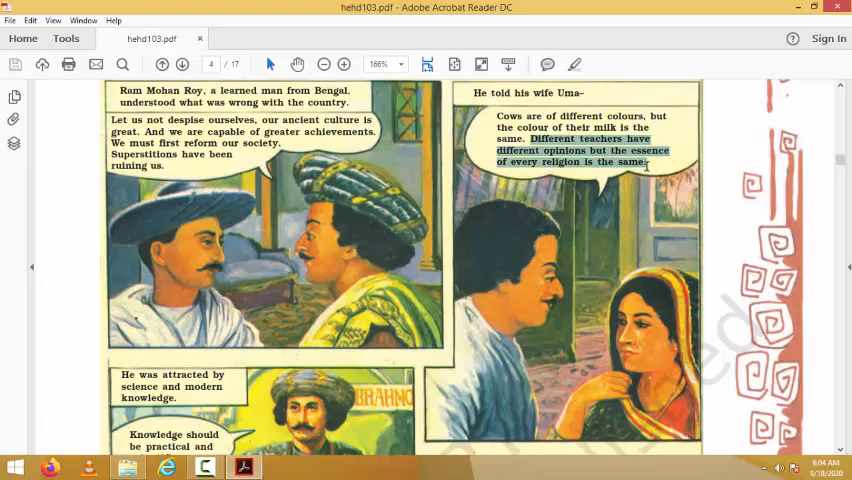 hehd103.pdf - Adobe Acrobat Reader DC
File Edit View Window Help
Home Tools hehd103.pdf × Sign In
4 / 17 166%
Ram Mohan Roy, a learned man from Bengal,
understood what was wrong with the country.
Let us not despise ourselves, our ancient culture is
great. And we are capable of greater achievements.
We must first reform our society.
Superstitions have been
ruining us.
He told his wife Uma–
Cows are of different colours, but
the colour of their milk is the
same. Different teachers have
different opinions but the essence
of every religion is the same.
He was attracted by
science and modern
knowledge.
BRAHMO
Knowledge should
be practical and
6:04 AM
8/18/2020